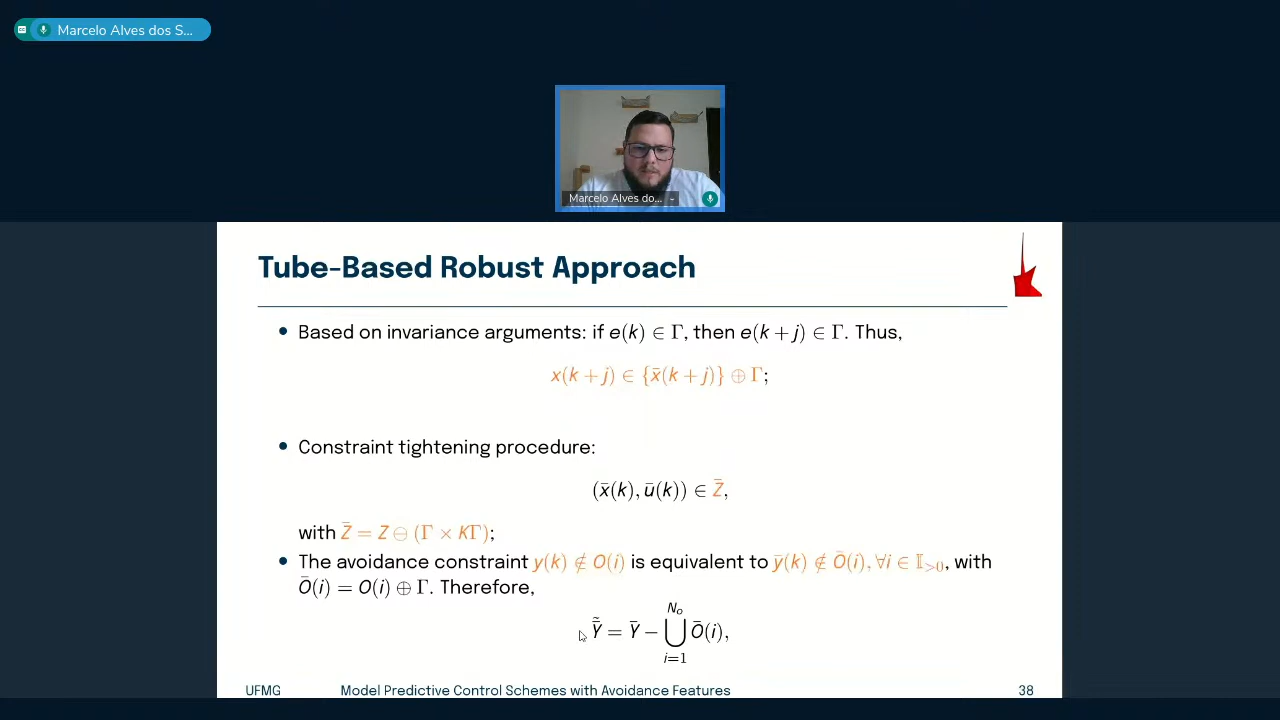 Marcelo Alves dos S...
Marcelo Alves do...
Tube-Based Robust Approach
• Based on invariance arguments: if e(k) ∈ Γ, then e(k + j) ∈ Γ. Thus,
x(k + j) ∈ {x̄(k + j)} ⊕ Γ;
• Constraint tightening procedure:
(x̄(k), ū(k)) ∈ Z̄,
with Z̄ = Z ⊖ (Γ × KΓ);
• The avoidance constraint y(k) ∉ O(i) is equivalent to ȳ(k) ∉ Ō(i), ∀i ∈ 𝕀>0, with
Ō(i) = O(i) ⊕ Γ. Therefore,
Ȳ̃ = Ȳ − ⋃_{i=1}^{N_o} Ō(i),
UFMG Model Predictive Control Schemes with Avoidance Features 38